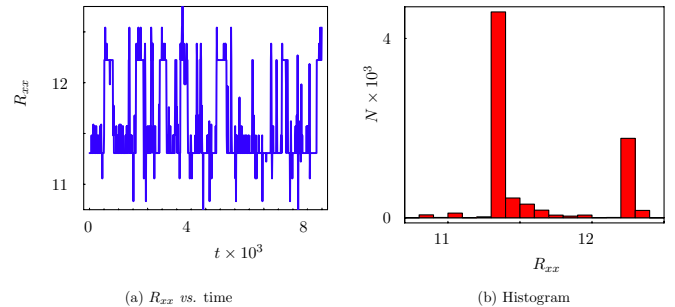 12
11
R_xx
0
4
8
t × 10^3
(a) R_xx vs. time
4
0
N × 10^3
11
12
R_xx
(b) Histogram